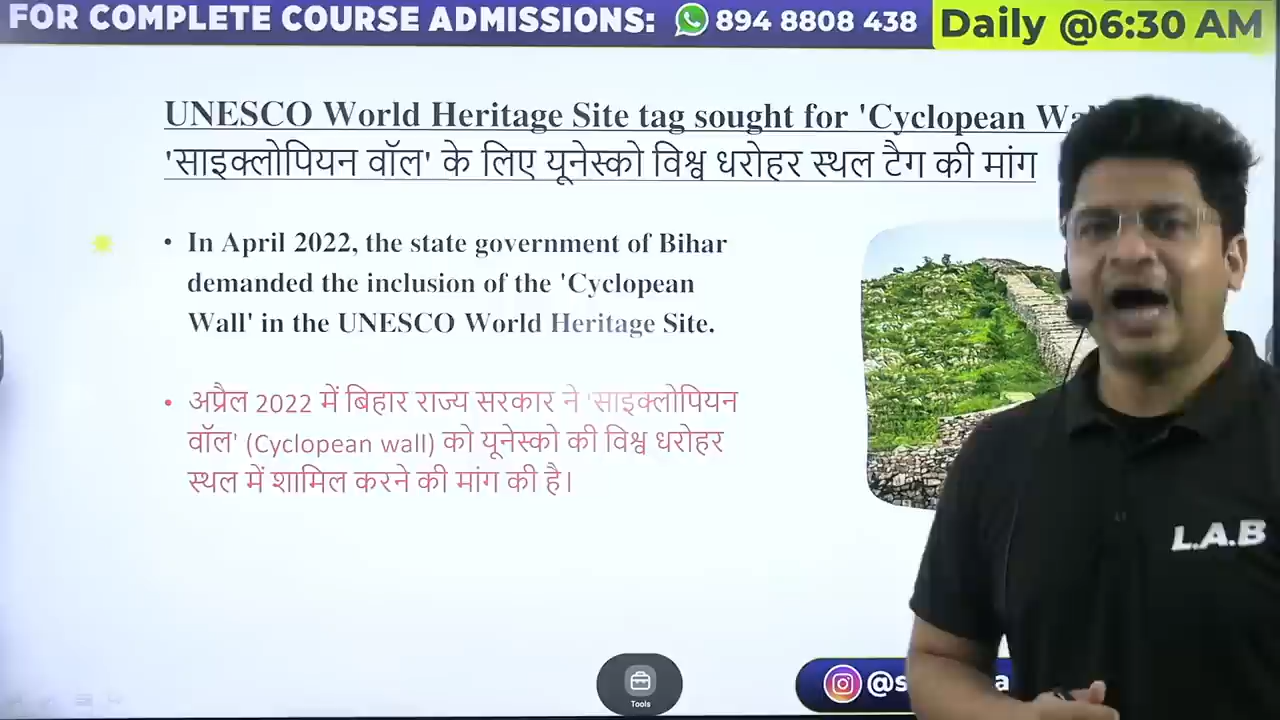 FOR COMPLETE COURSE ADMISSIONS: 894 8808 438
Daily @6:30 AM
UNESCO World Heritage Site tag sought for 'Cyclopean
'साइक्लोपियन वॉल' के लिए यूनेस्को विश्व धरोहर स्थल टैग की मांग
• In April 2022, the state government of Bihar
demanded the inclusion of the 'Cyclopean
Wall' in the UNESCO World Heritage Site.
• अप्रैल 2022 में बिहार राज्य सरकार ने 'साइक्लोपियन
वॉल' (Cyclopean wall) को यूनेस्को की विश्व धरोहर
स्थल में शामिल करने की मांग की है।
L.A.B
Tools